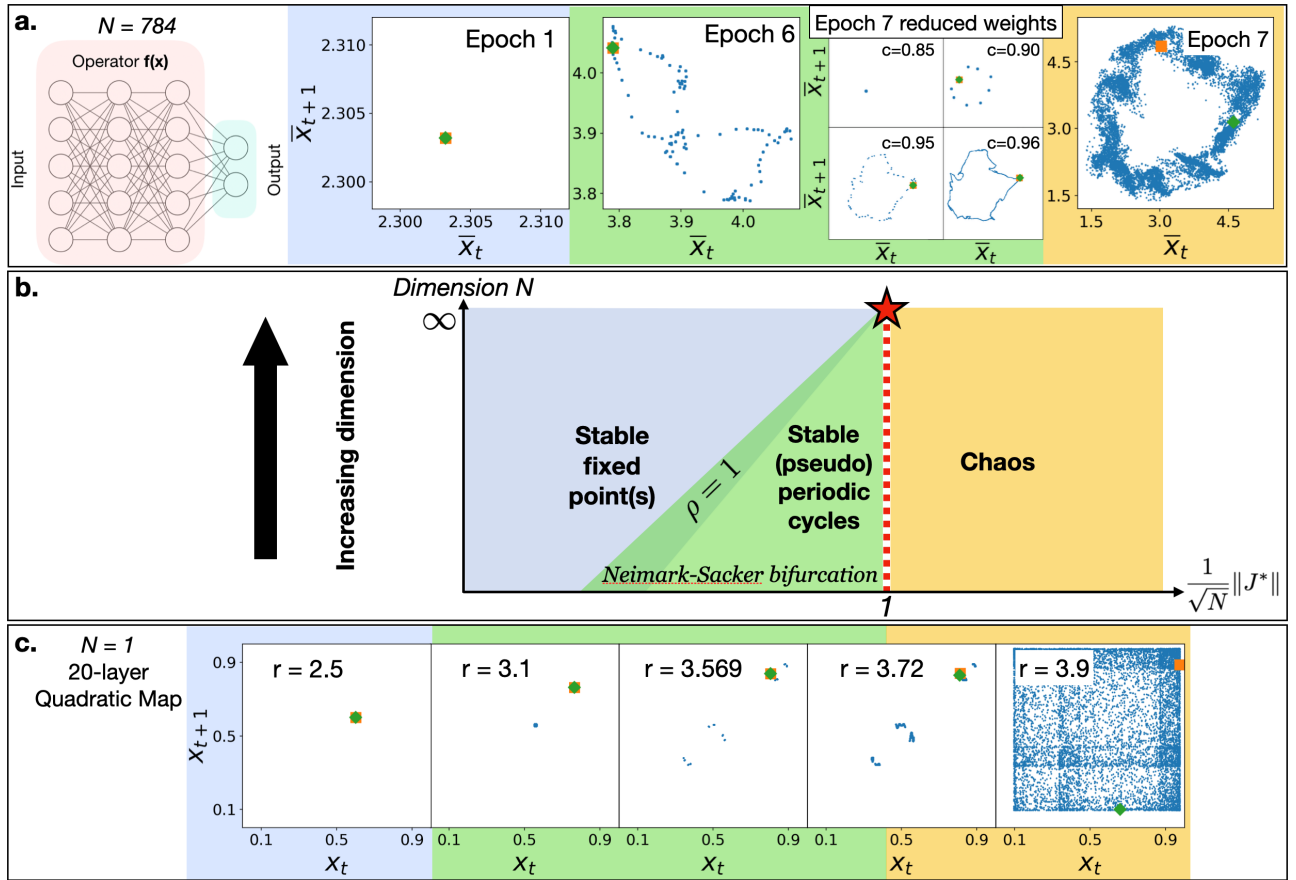 a.
N = 784
Operator f(x)
Input
Output
Epoch 1
2.310
2.305
2.300
x̅t+1
2.300 2.305 2.310
x̅t
Epoch 6
4.0
3.9
3.8
3.8 3.9 4.0
x̅t
Epoch 7 reduced weights
c=0.85
c=0.90
c=0.95
c=0.96
x̅t+1
x̅t+1
x̅t
x̅t
Epoch 7
4.5
3.0
1.5
1.5 3.0 4.5
x̅t
b.
Dimension N
∞
Increasing dimension
Stable
fixed
point(s)
ρ = 1
Stable
(pseudo)
periodic
cycles
Chaos
Neimark-Sacker bifurcation
1
1/√N ‖J*‖
c.
N = 1
20-layer
Quadratic Map
r = 2.5
r = 3.1
r = 3.569
r = 3.72
r = 3.9
0.9
0.5
0.1
xt+1
0.1 0.5 0.9 0.1 0.5 0.9 0.1 0.5 0.9 0.1 0.5 0.9 0.1 0.5 0.9
xt xt xt xt xt